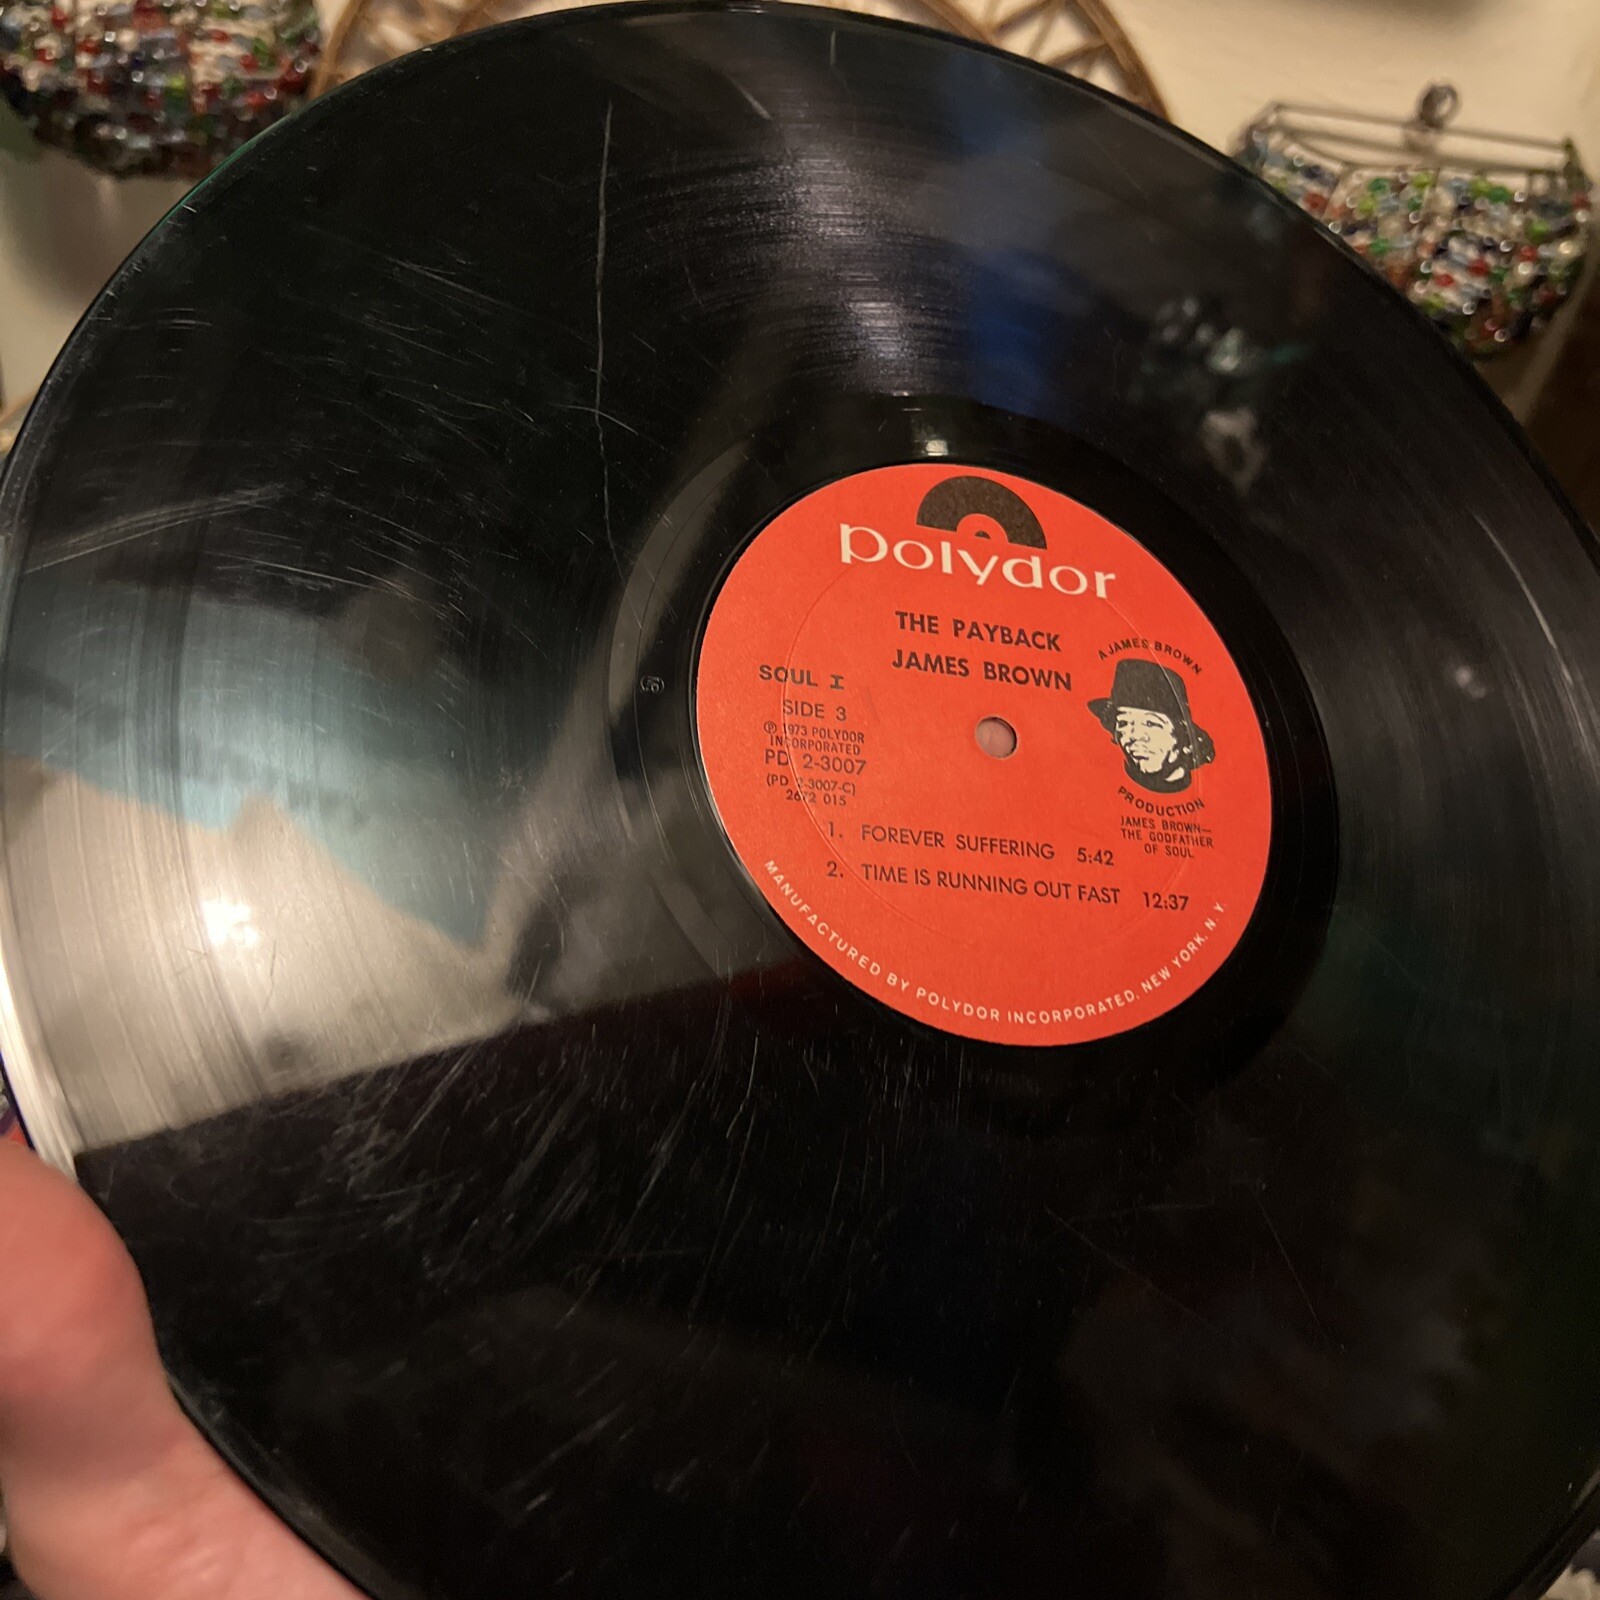 polydor
THE PAYBACK
JAMES BROWN
SOUL I
SIDE 3
℗ 1973 POLYDOR
INCORPORATED
PD 2-3007
(PD 2-3007-C)
2672 015
A JAMES BROWN
PRODUCTION
JAMES BROWN—
THE GODFATHER
OF SOUL
1. FOREVER SUFFERING 5:42
2. TIME IS RUNNING OUT FAST 12:37
MANUFACTURED BY POLYDOR INCORPORATED, NEW YORK, N.Y.